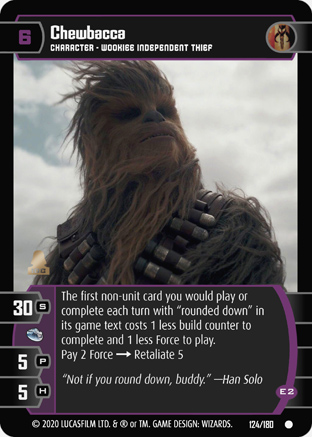 6
Chewbacca
CHARACTER - WOOKIEE INDEPENDENT THIEF
30 S
5 P
5 H
The first non-unit card you would play or
complete each turn with “rounded down” in
its game text costs 1 less build counter to
complete and 1 less Force to play.
Pay 2 Force → Retaliate 5
“Not if you round down, buddy.” —Han Solo
E2
© 2020 LUCASFILM LTD. & ® or TM. GAME DESIGN: WIZARDS.
124/180